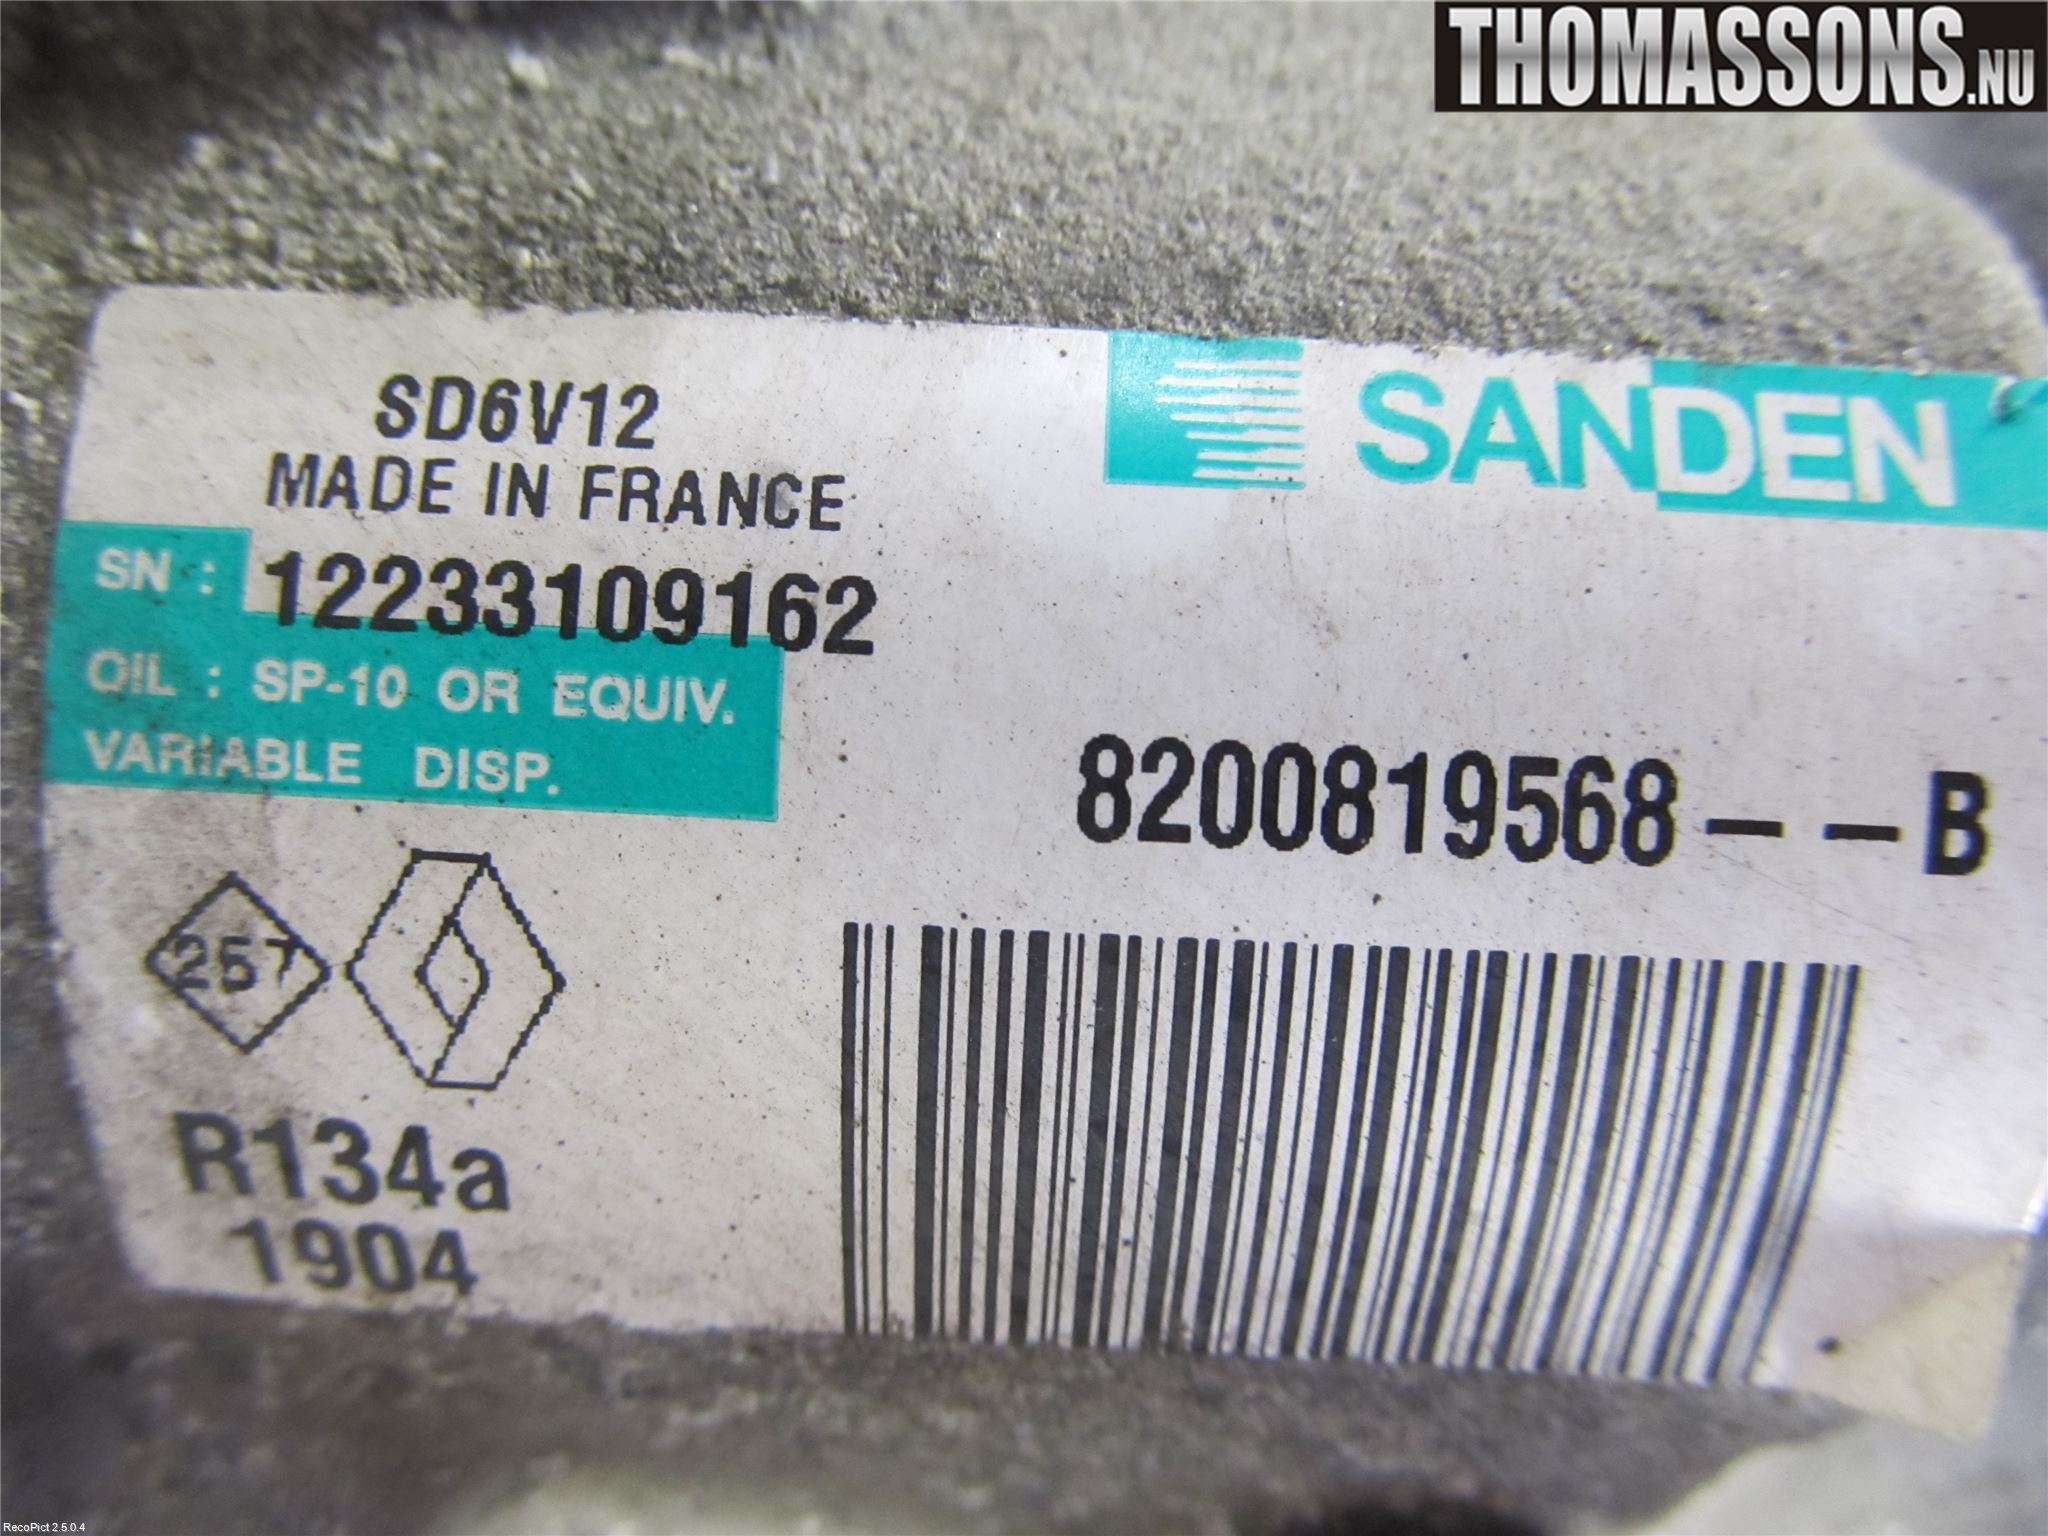 THOMASSONS.NU
SANDEN
SD6V12
MADE IN FRANCE
SN : 12233109162
OIL : SP-10 OR EQUIV.
VARIABLE DISP.
8200819568--B
257
R134a
1904
RecoPict 2.5.0.4